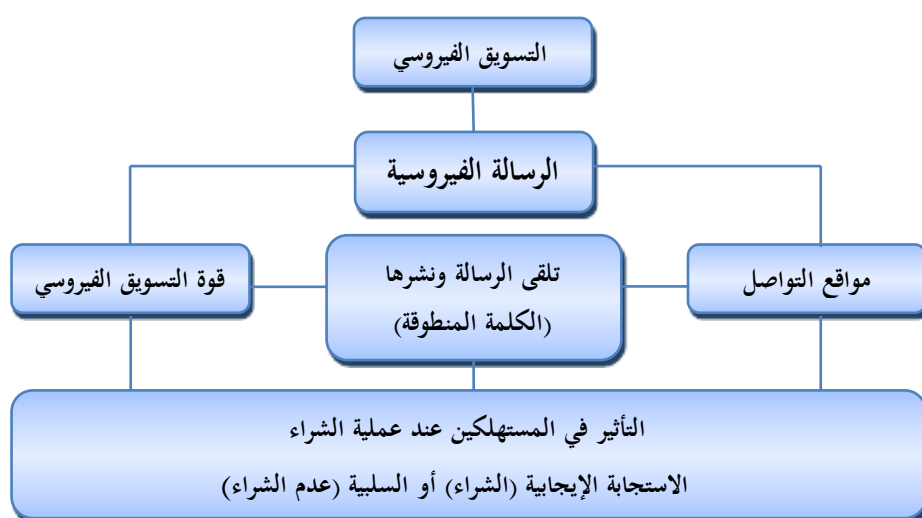 التسويق الفيروسي
الرسالة الفيروسية
مواقع التواصل
تلقى الرسالة ونشرها
(الكلمة المنطوقة)
قوة التسويق الفيروسي
التأثير في المستهلكين عند عملية الشراء
الاستجابة الإيجابية (الشراء) أو السلبية (عدم الشراء)